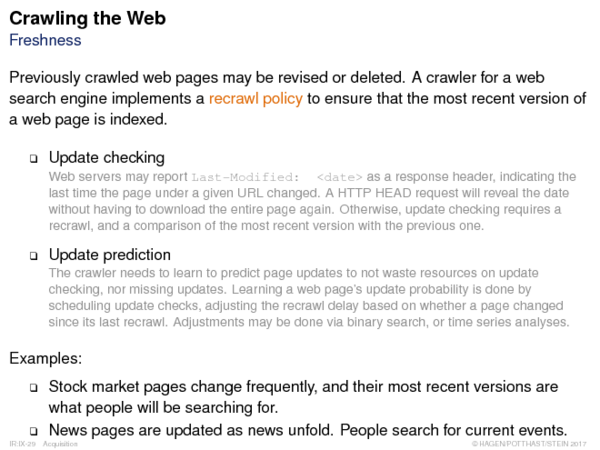 Crawling the Web
Freshness
Previously crawled web pages may be revised or deleted. A crawler for a web
search engine implements a recrawl policy to ensure that the most recent version of
a web page is indexed.
❑ Update checking
Web servers may report Last-Modified: <date> as a response header, indicating the
last time the page under a given URL changed. A HTTP HEAD request will reveal the date
without having to download the entire page again. Otherwise, update checking requires a
recrawl, and a comparison of the most recent version with the previous one.
❑ Update prediction
The crawler needs to learn to predict page updates to not waste resources on update
checking, nor missing updates. Learning a web page's update probability is done by
scheduling update checks, adjusting the recrawl delay based on whether a page changed
since its last recrawl. Adjustments may be done via binary search, or time series analyses.
Examples:
❑ Stock market pages change frequently, and their most recent versions are
what people will be searching for.
❑ News pages are updated as news unfold. People search for current events.
IR:IX-29 Acquisition © HAGEN/POTTHAST/STEIN 2017